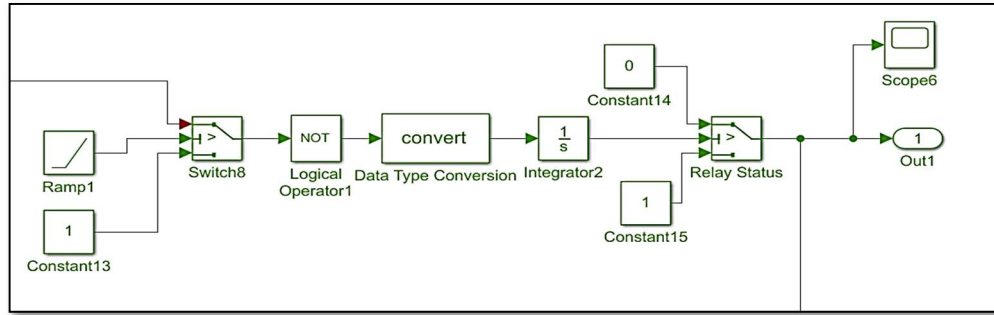 0
Constant14
Scope6
>
NOT
convert
1
s
>
1
Ramp1
Switch8
Logical
Operator1
Data Type Conversion
Integrator2
Relay Status
Out1
1
Constant13
1
Constant15